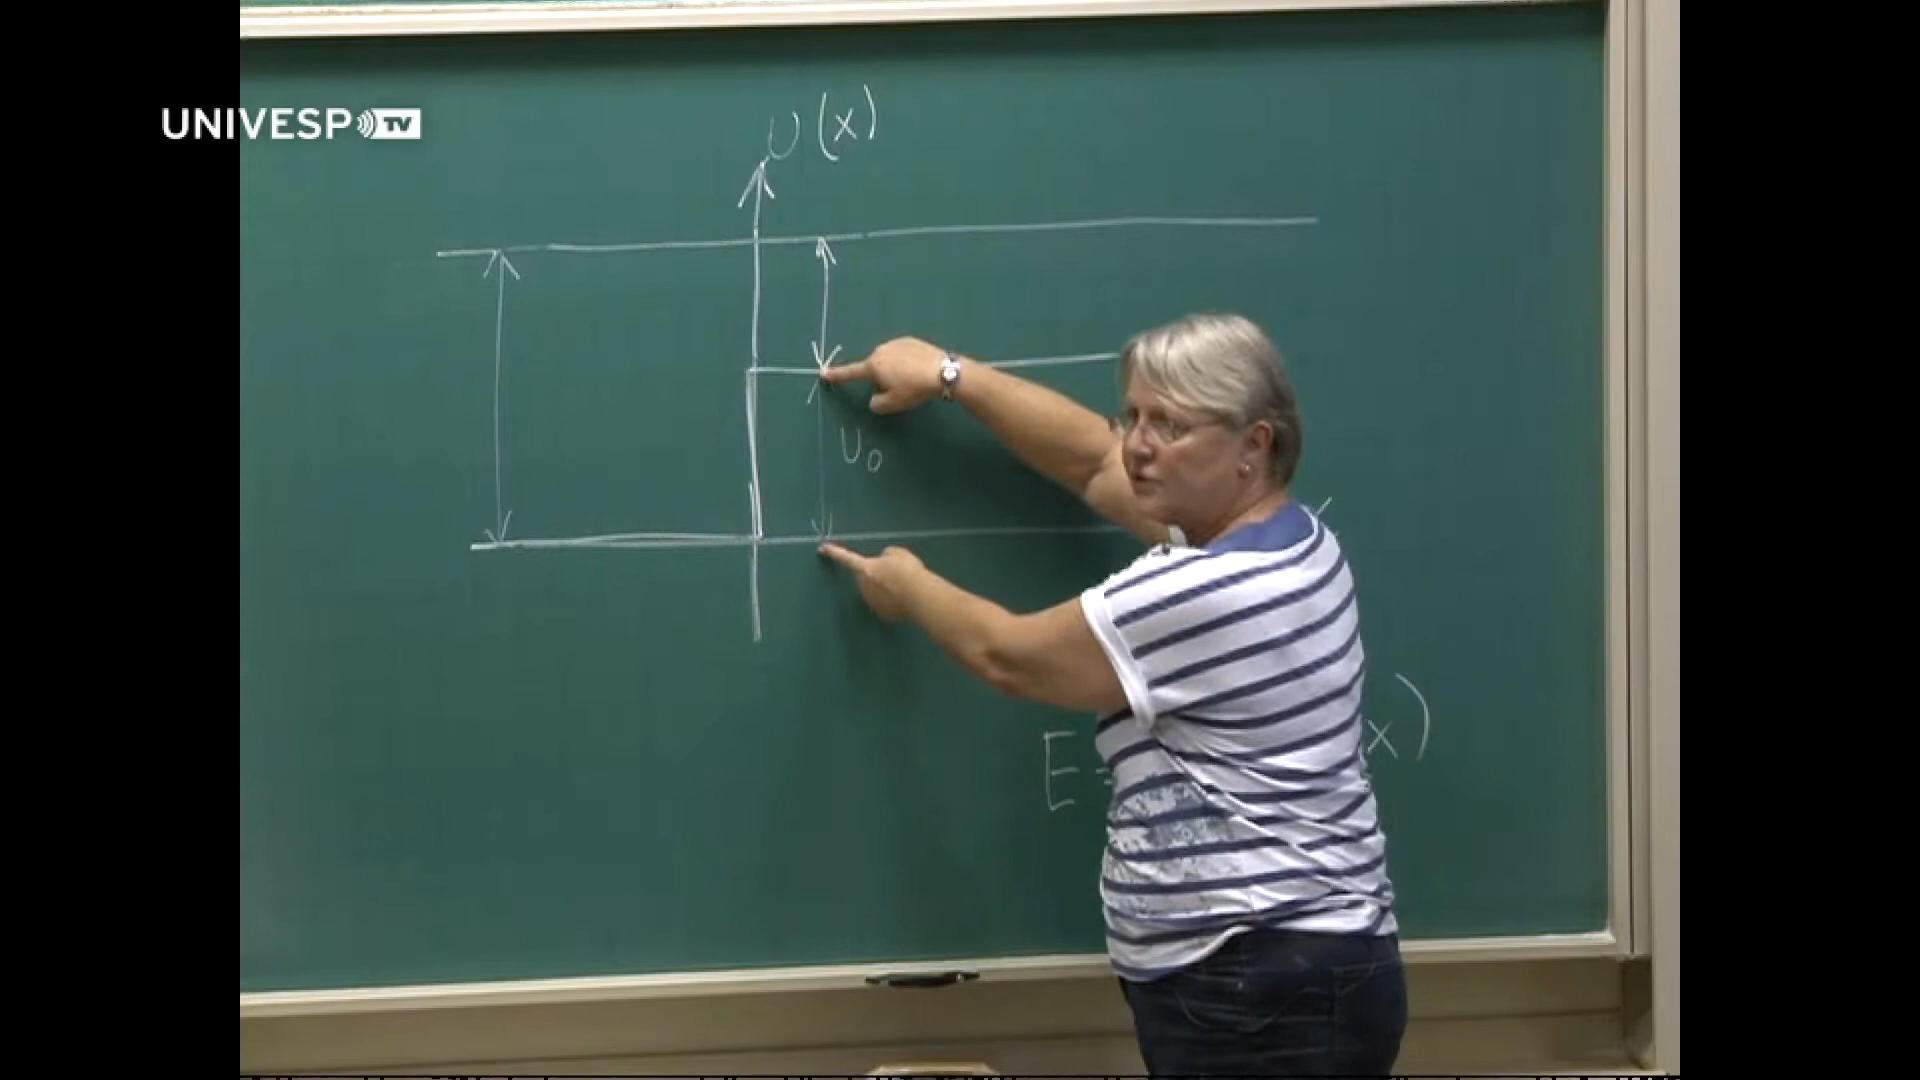 UNIVESP TV
U(x)
U₀
E =
x)